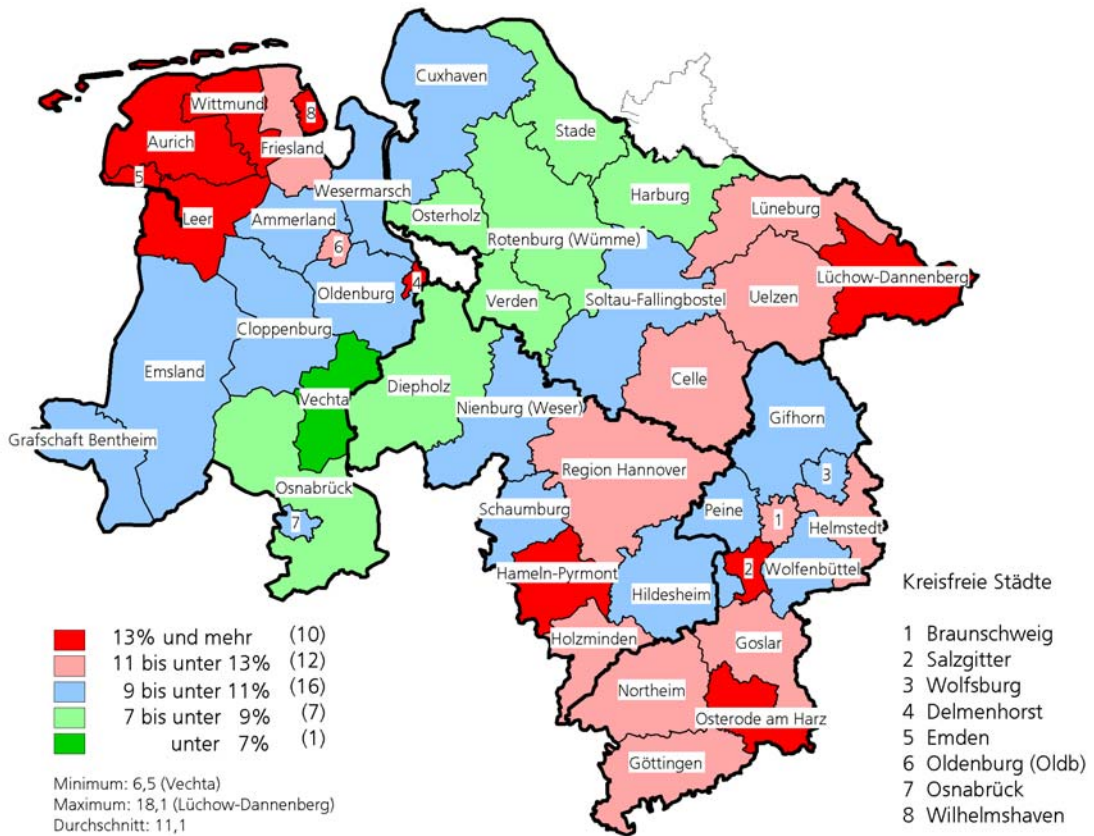 Cuxhaven
Wittmund
8
Stade
Aurich
Friesland
5
Wesermarsch
Harburg
Leer
Ammerland
Osterholz
Lüneburg
6
Rotenburg (Wümme)
Oldenburg
4
Lüchow-Dannenberg
Verden
Soltau-Fallingbostel
Uelzen
Cloppenburg
Emsland
Diepholz
Celle
Vechta
Nienburg (Weser)
Gifhorn
Grafschaft Bentheim
Region Hannover
3
Osnabrück
Schaumburg
Peine
1
7
Helmstedt
Hameln-Pyrmont
2
Wolfenbüttel
Hildesheim
Holzminden
Goslar
Northeim
Osterode am Harz
Göttingen
13% und mehr (10)
11 bis unter 13% (12)
9 bis unter 11% (16)
7 bis unter 9% (7)
unter 7% (1)
Minimum: 6,5 (Vechta)
Maximum: 18,1 (Lüchow-Dannenberg)
Durchschnitt: 11,1
Kreisfreie Städte
1 Braunschweig
2 Salzgitter
3 Wolfsburg
4 Delmenhorst
5 Emden
6 Oldenburg (Oldb)
7 Osnabrück
8 Wilhelmshaven